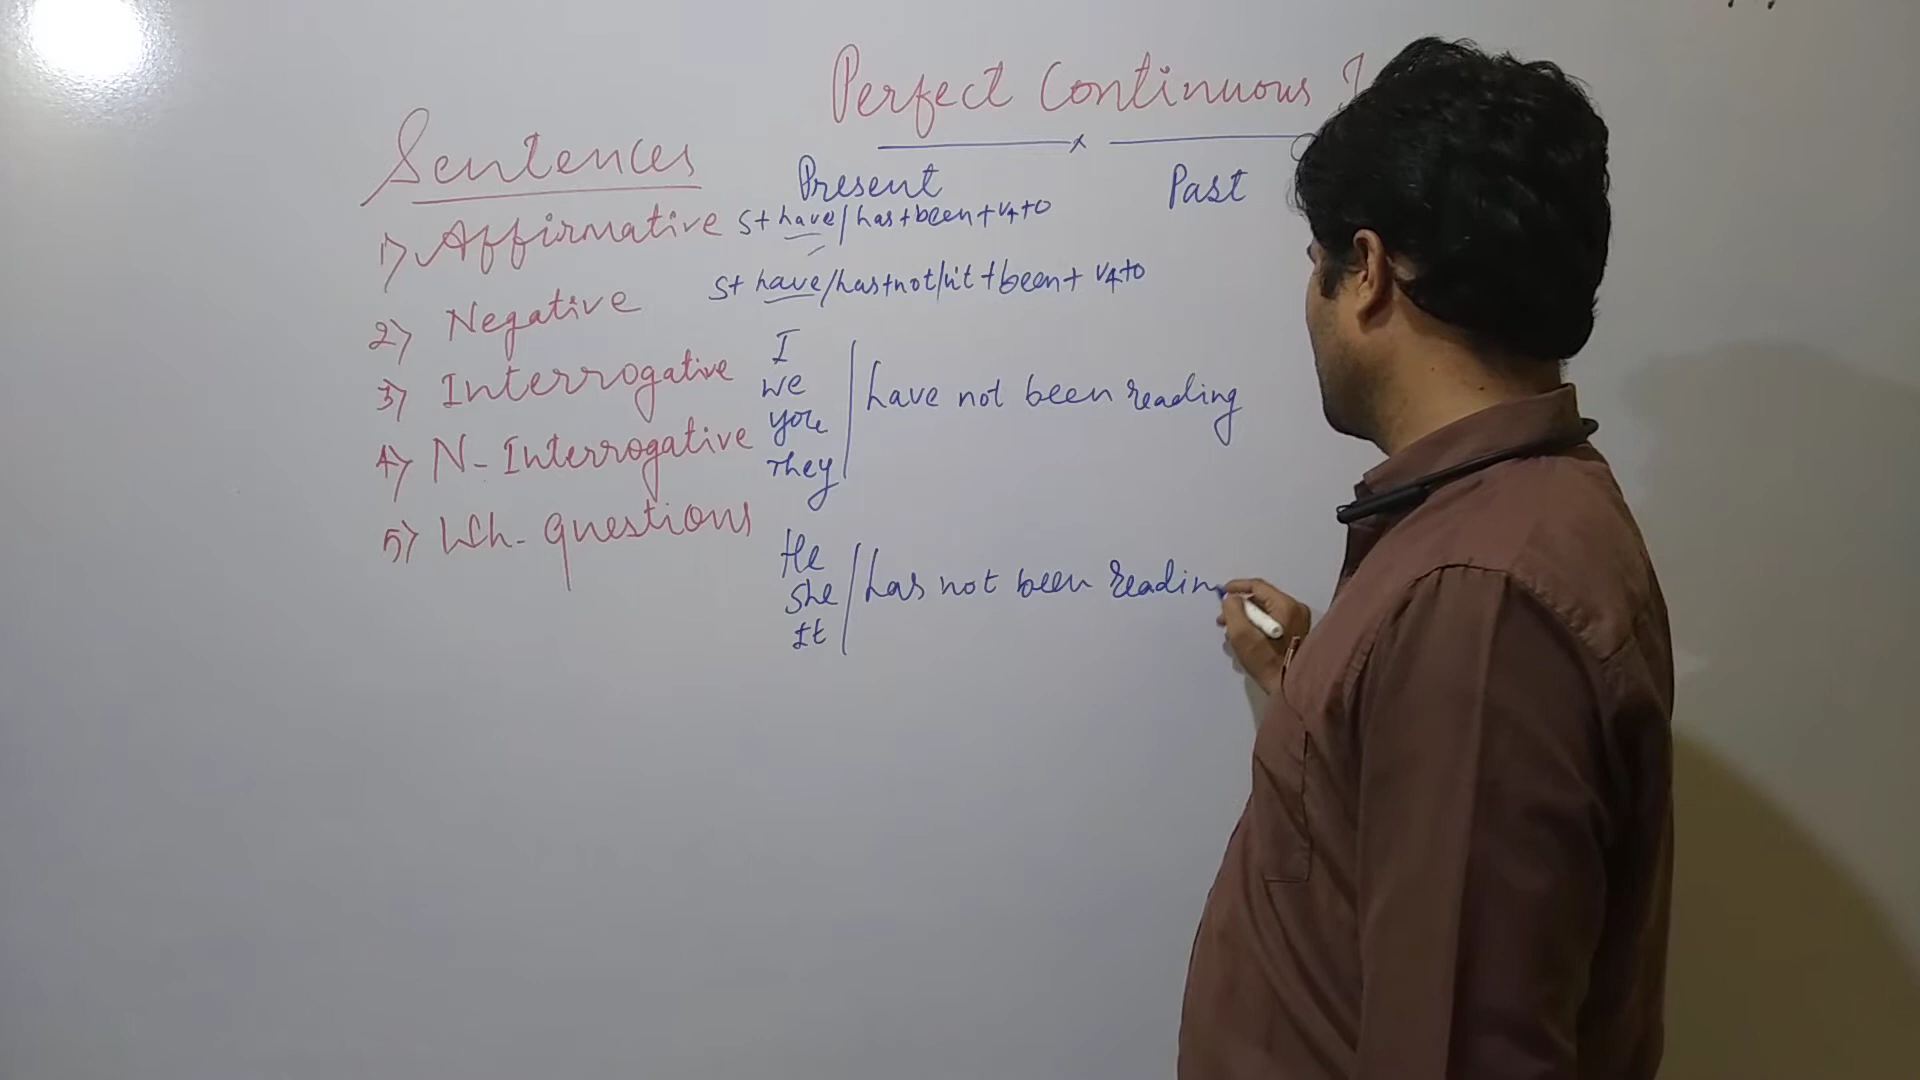 Perfect Continuous
Sentences
Present
Past
1) Affirmative
S+ have/has+been+V4+O
2) Negative
S+ have/has+not/n't+been+ V4+O
3) Interrogative
4) N-Interrogative
5) Wh-questions
I
we
you
They
have not been reading
He
She
It
has not been readin